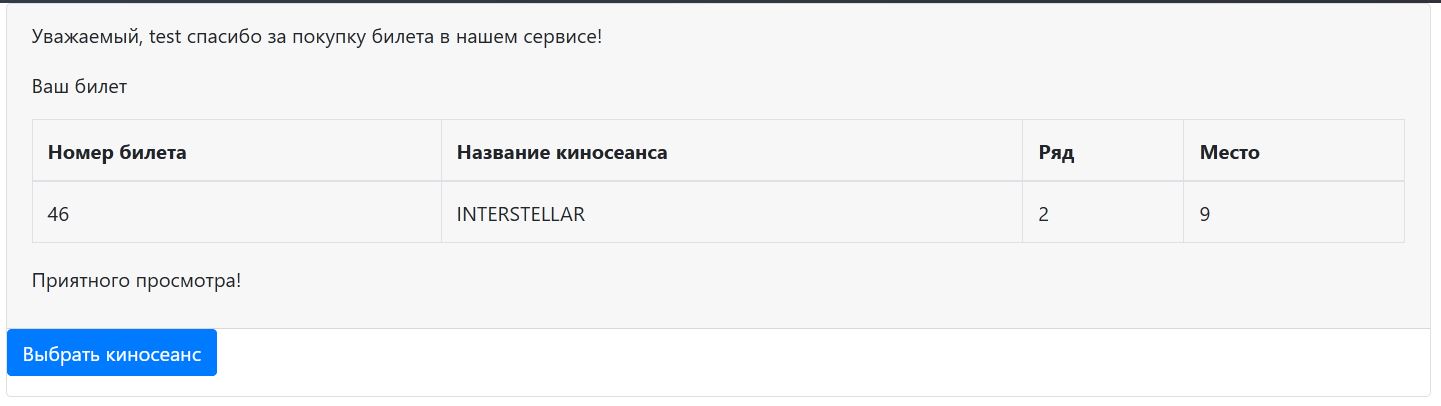 Уважаемый, test спасибо за покупку билета в нашем сервисе!
Ваш билет
Номер билета Название киносеанса Ряд Место
46 INTERSTELLAR 2 9
Приятного просмотра!
Выбрать киносеанс